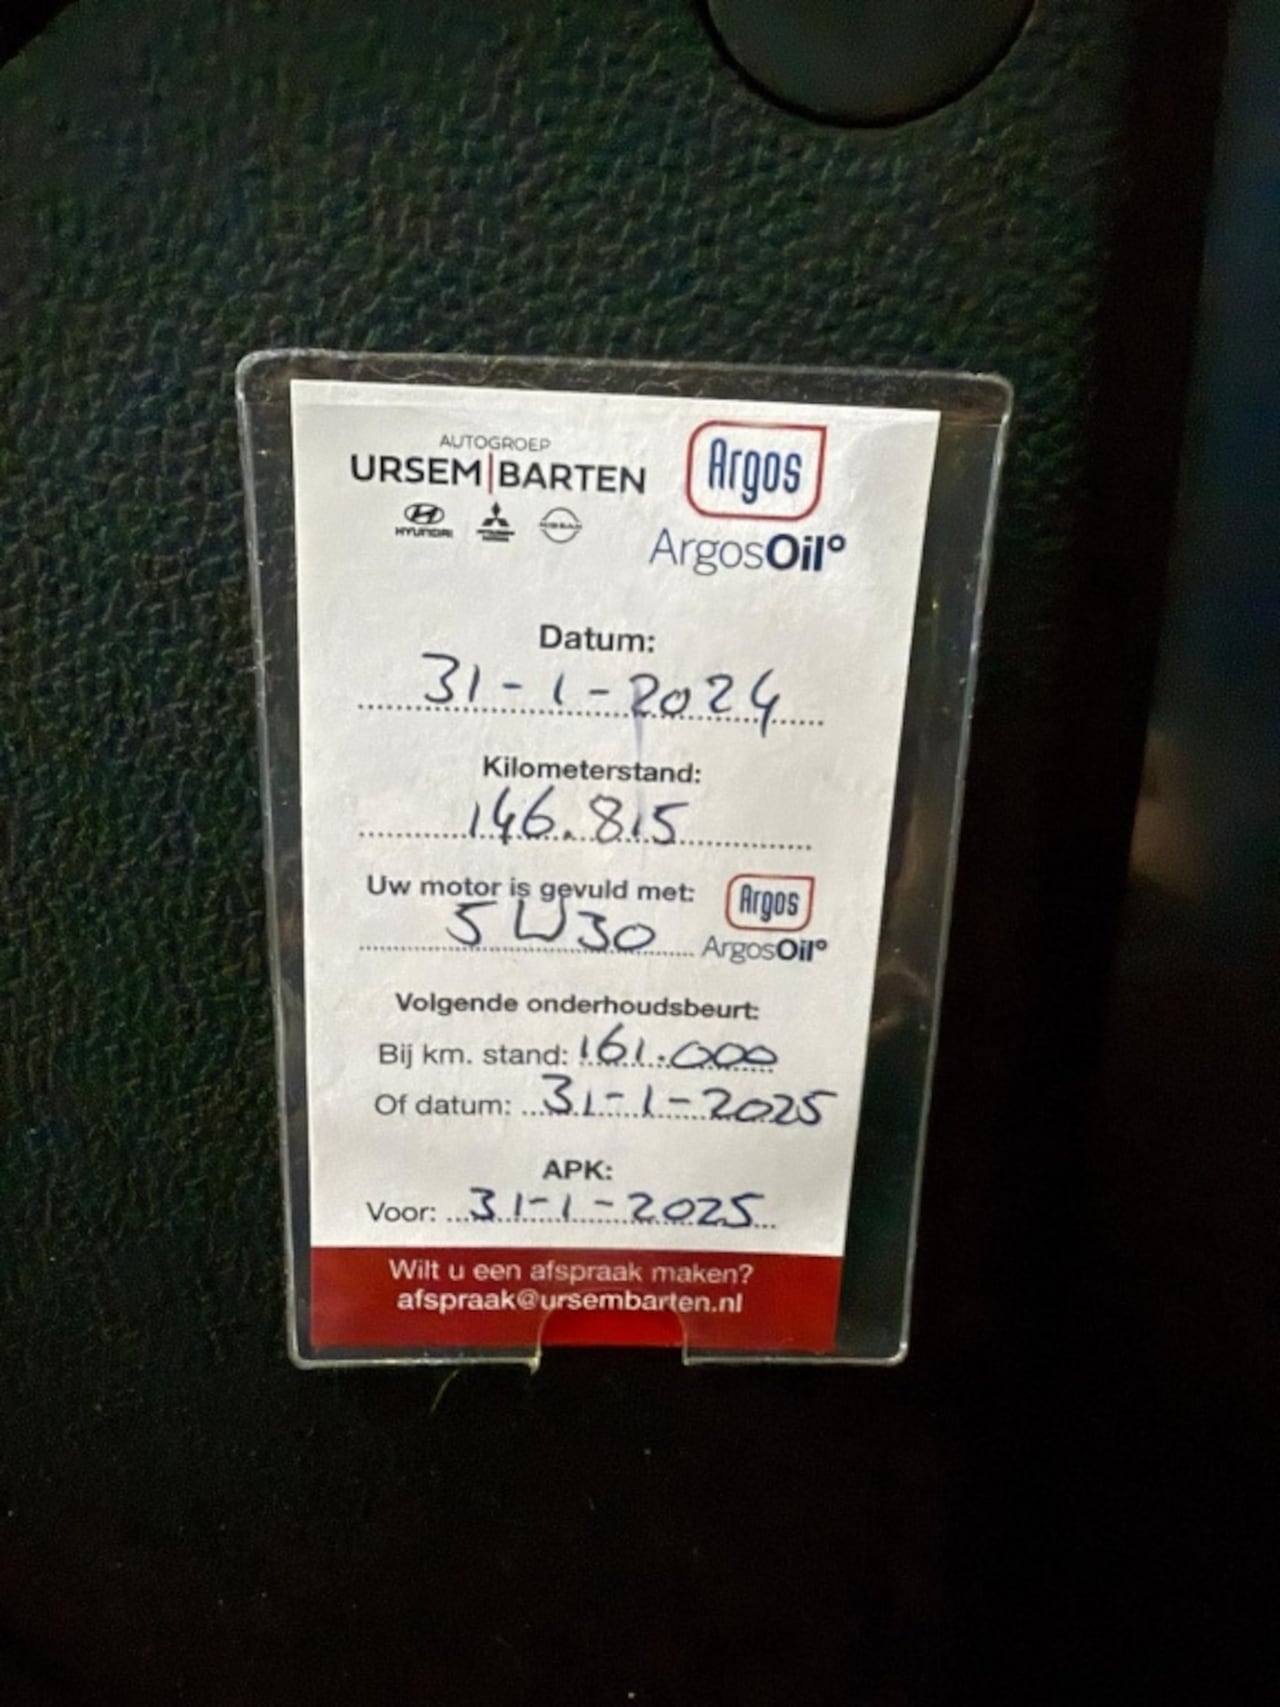 AUTOGROEP
URSEM|BARTEN
HYUNDAI
NISSAN
Argos
ArgosOil°
Datum:
31-1-2024
Kilometerstand:
146.815
Uw motor is gevuld met:
5W30
Argos
ArgosOil°
Volgende onderhoudsbeurt:
Bij km. stand: 161.000
Of datum: 31-1-2025
APK:
Voor: 31-1-2025
Wilt u een afspraak maken?
afspraak@ursembarten.nl